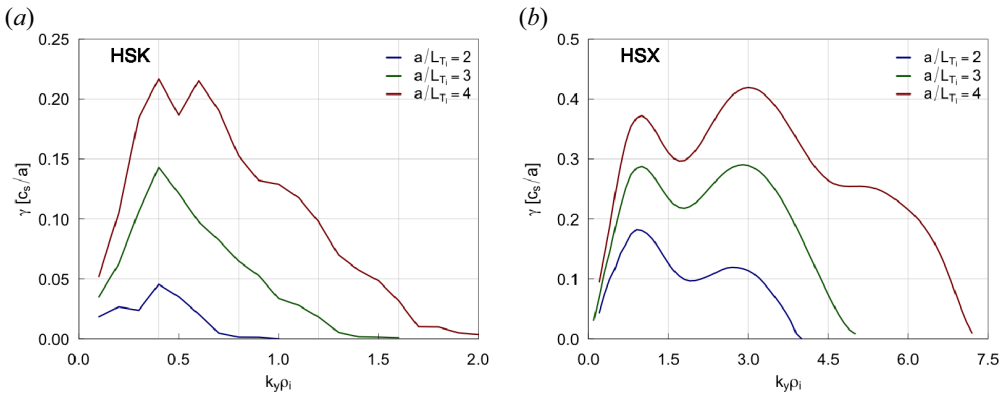 (a)
HSK
a/L_Ti = 2
a/L_Ti = 3
a/L_Ti = 4
0.25
0.20
0.15
0.10
0.05
0.00
γ [c_s/a]
0.0 0.5 1.0 1.5 2.0
k_yρ_i
(b)
HSX
a/L_Ti = 2
a/L_Ti = 3
a/L_Ti = 4
0.5
0.4
0.3
0.2
0.1
0.0
γ [c_s/a]
0.0 1.5 3.0 4.5 6.0 7.5
k_yρ_i